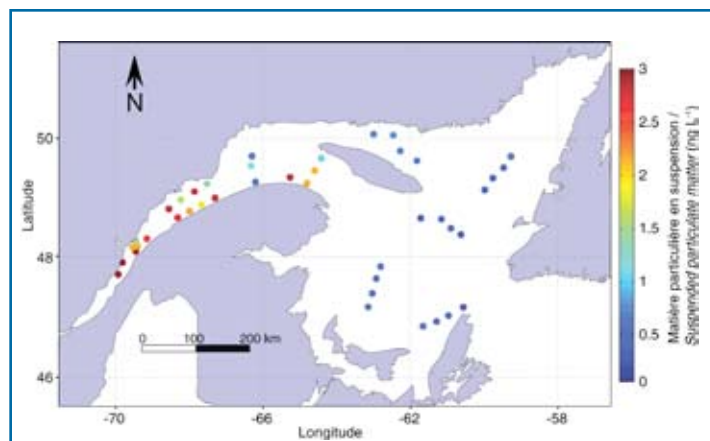 N
50
48
46
Latitude
0
100
200 km
-70
-66
-62
-58
Longitude
3
2.5
2
1.5
1
0.5
0
Matière particulière en suspension /
Suspended particulate matter (ng L⁻¹)